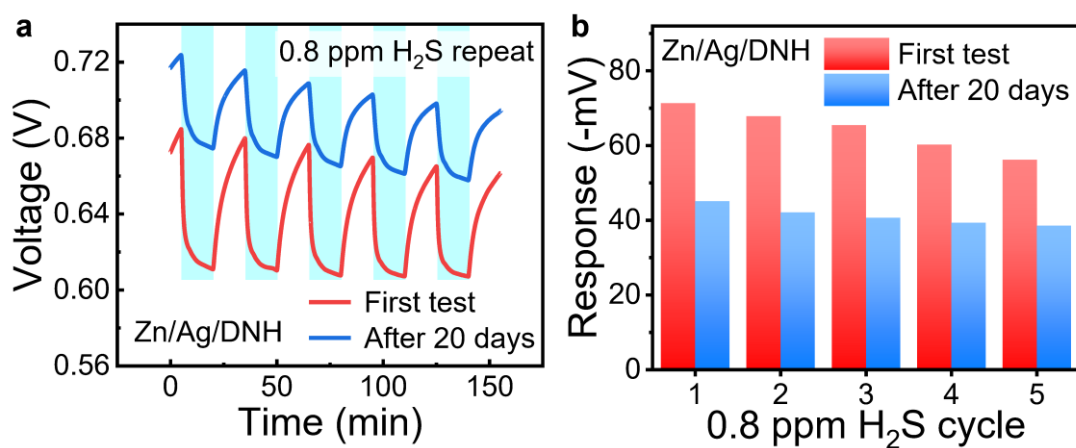 a
0.8 ppm H₂S repeat
Voltage (V)
0.72
0.68
0.64
0.60
0.56
First test
After 20 days
Zn/Ag/DNH
0 50 100 150
Time (min)
b
Zn/Ag/DNH
First test
After 20 days
Response (-mV)
80
60
40
20
0
1 2 3 4 5
0.8 ppm H₂S cycle